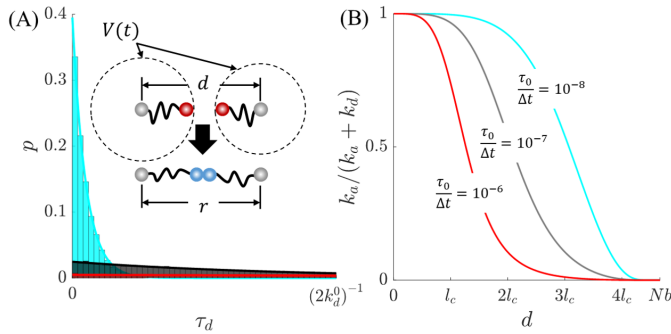 (A)
0.4
0.3
0.2
0.1
0
p
V(t)
d
r
0
τ_d
(2k_d^0)^{-1}
(B)
1
0.5
0
k_a/(k_a + k_d)
τ_0/Δt = 10^{-8}
τ_0/Δt = 10^{-7}
τ_0/Δt = 10^{-6}
0 l_c 2l_c 3l_c 4l_c Nb
d